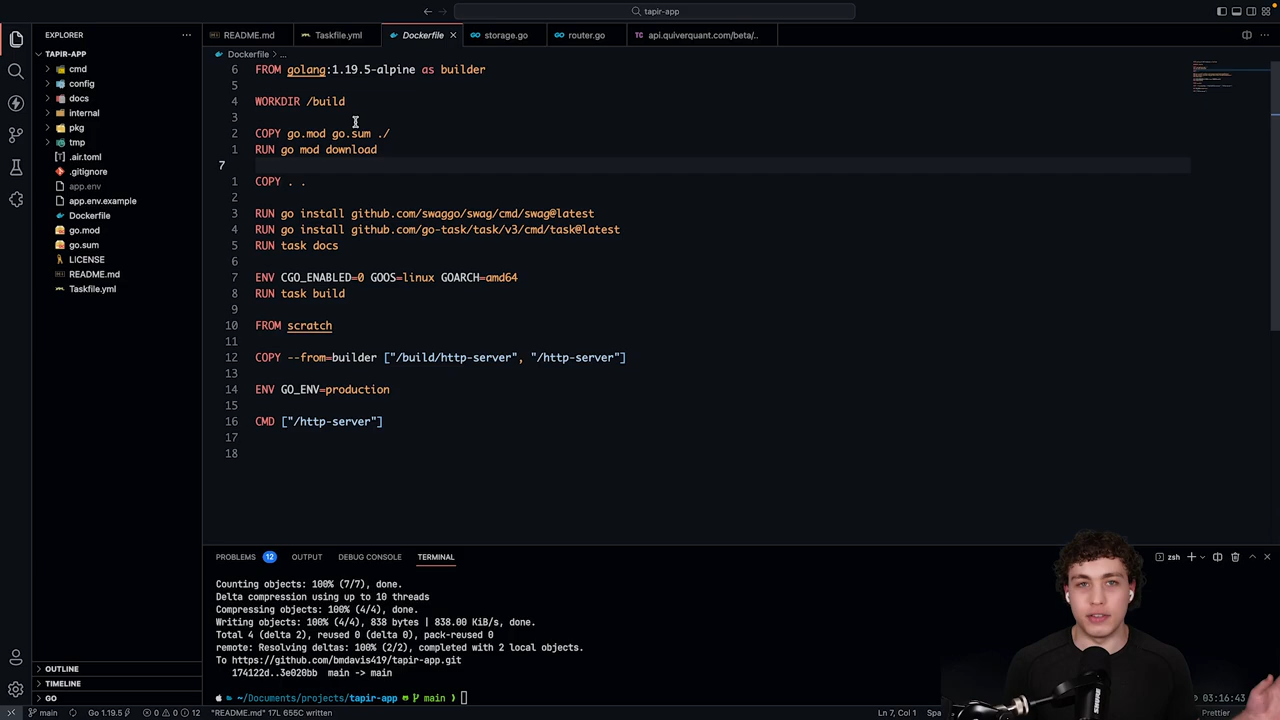 tapir-app
EXPLORER
TAPIR-APP
cmd
config
docs
internal
pkg
tmp
.air.toml
.gitignore
app.env
app.env.example
Dockerfile
go.mod
go.sum
LICENSE
README.md
Taskfile.yml
OUTLINE
TIMELINE
GO
README.md
Taskfile.yml
Dockerfile
storage.go
router.go
api.quiverquant.com/beta/..
Dockerfile > ...
6 FROM golang:1.19.5-alpine as builder
5
4 WORKDIR /build
3
2 COPY go.mod go.sum ./
1 RUN go mod download
7
1 COPY . .
2
3 RUN go install github.com/swaggo/swag/cmd/swag@latest
4 RUN go install github.com/go-task/task/v3/cmd/task@latest
5 RUN task docs
6
7 ENV CGO_ENABLED=0 GOOS=linux GOARCH=amd64
8 RUN task build
9
10 FROM scratch
11
12 COPY --from=builder ["/build/http-server", "/http-server"]
13
14 ENV GO_ENV=production
15
16 CMD ["/http-server"]
17
18
PROBLEMS 12 OUTPUT DEBUG CONSOLE TERMINAL
zsh
Counting objects: 100% (7/7), done.
Delta compression using up to 10 threads
Compressing objects: 100% (4/4), done.
Writing objects: 100% (4/4), 838 bytes | 838.00 KiB/s, done.
Total 4 (delta 2), reused 0 (delta 0), pack-reused 0
remote: Resolving deltas: 100% (2/2), completed with 2 local objects.
To https://github.com/bmdavis419/tapir-app.git
174122d..3e020bb main -> main
~/Documents/projects/tapir-app main
main Go 1.19.5 0 0 12 "README.md" 17L 655C written
Ln 7, Col 1 Spa
03:16:43
Prettier